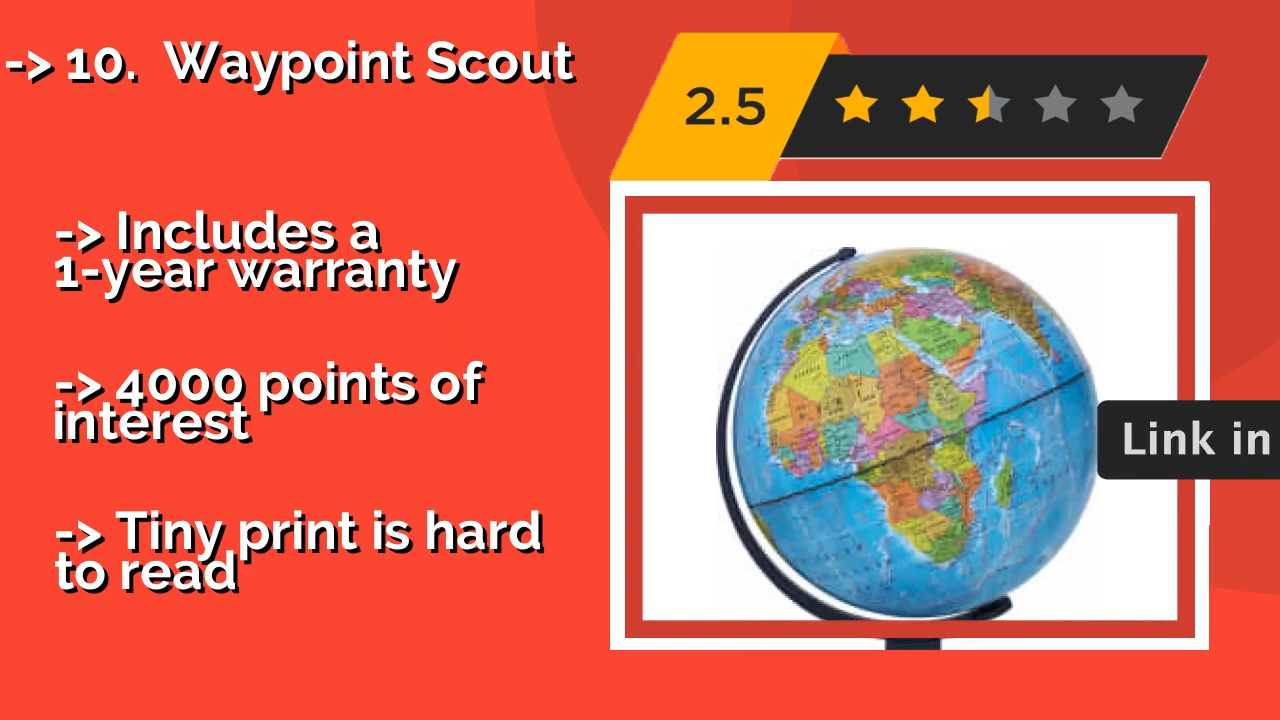 -> 10.  Waypoint Scout
2.5
-> Includes a
1-year warranty
-> 4000 points of
interest
Link in
-> Tiny print is hard
to read